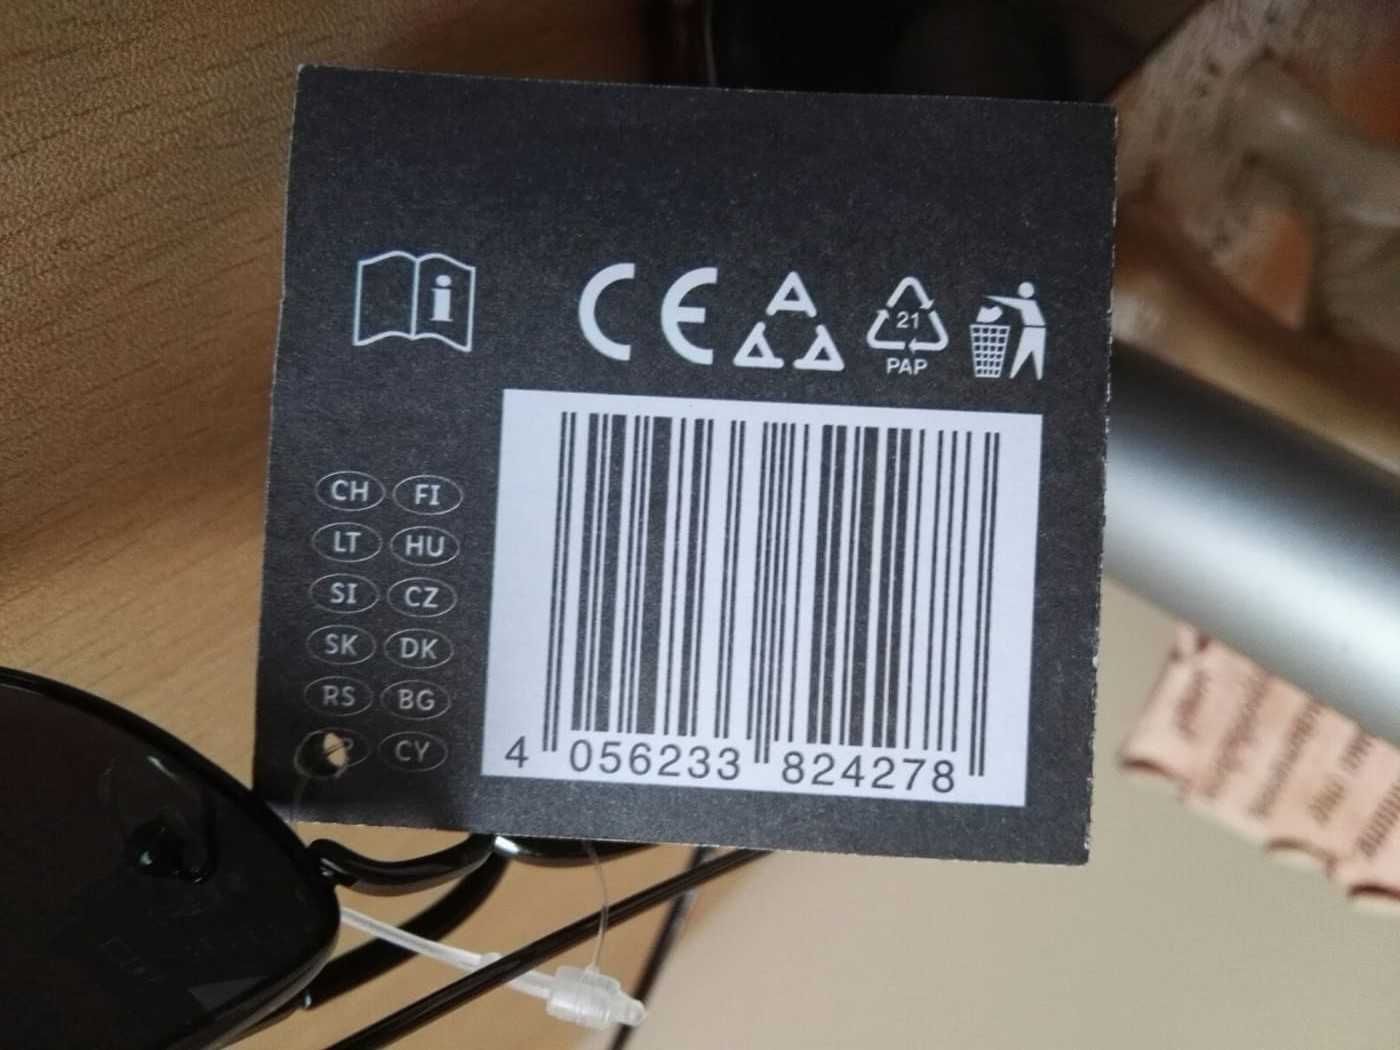 i
CE
21
PAP
CH FI
LT HU
SI CZ
SK DK
RS BG
CY
4 056233 824278